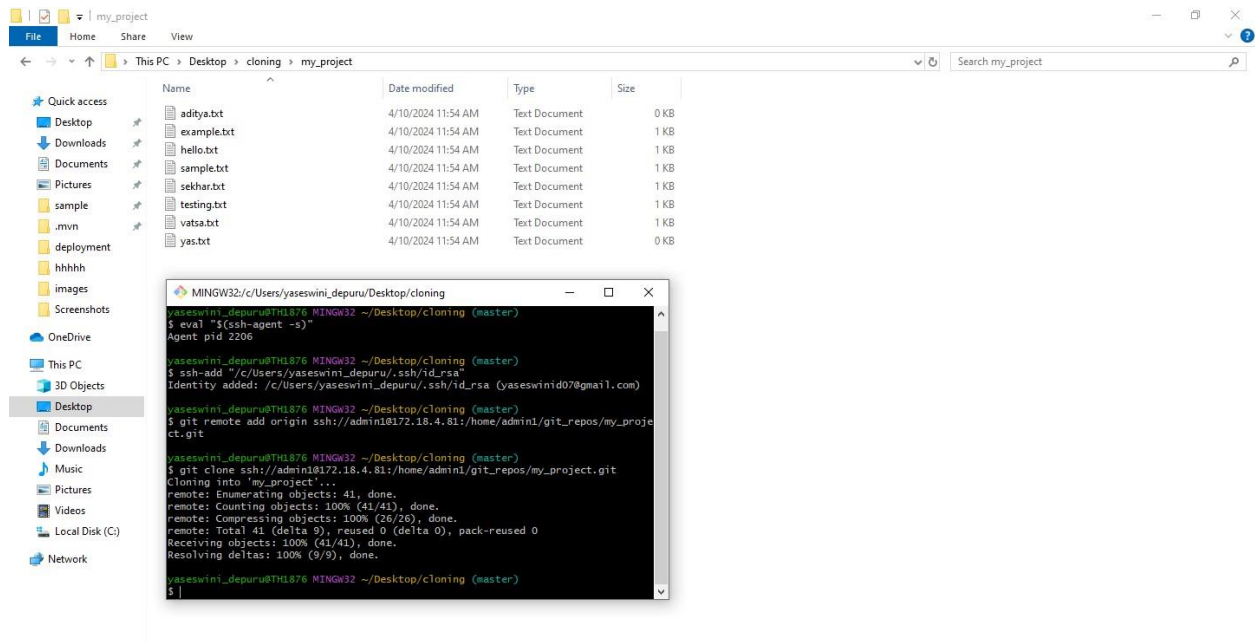 my_project
File Home Share View
This PC > Desktop > cloning > my_project
Search my_project
Name Date modified Type Size
Quick access
Desktop
Downloads
Documents
Pictures
sample
.mvn
deployment
hhhhh
images
Screenshots
OneDrive
This PC
3D Objects
Desktop
Documents
Downloads
Music
Pictures
Videos
Local Disk (C:)
Network
aditya.txt 4/10/2024 11:54 AM Text Document 0 KB
example.txt 4/10/2024 11:54 AM Text Document 1 KB
hello.txt 4/10/2024 11:54 AM Text Document 1 KB
sample.txt 4/10/2024 11:54 AM Text Document 1 KB
sekhar.txt 4/10/2024 11:54 AM Text Document 1 KB
testing.txt 4/10/2024 11:54 AM Text Document 1 KB
vatsa.txt 4/10/2024 11:54 AM Text Document 1 KB
yas.txt 4/10/2024 11:54 AM Text Document 0 KB
MINGW32:/c/Users/yaseswini_depuru/Desktop/cloning
yaseswini_depuru@TH1876 MINGW32 ~/Desktop/cloning (master)
$ eval "$(ssh-agent -s)"
Agent pid 2206
yaseswini_depuru@TH1876 MINGW32 ~/Desktop/cloning (master)
$ ssh-add "/c/Users/yaseswini_depuru/.ssh/id_rsa"
Identity added: /c/Users/yaseswini_depuru/.ssh/id_rsa (yaseswinid07@gmail.com)
yaseswini_depuru@TH1876 MINGW32 ~/Desktop/cloning (master)
$ git remote add origin ssh://admin1@172.18.4.81:/home/admin1/git_repos/my_proje
ct.git
yaseswini_depuru@TH1876 MINGW32 ~/Desktop/cloning (master)
$ git clone ssh://admin1@172.18.4.81:/home/admin1/git_repos/my_project.git
Cloning into 'my_project'...
remote: Enumerating objects: 41, done.
remote: Counting objects: 100% (41/41), done.
remote: Compressing objects: 100% (26/26), done.
remote: Total 41 (delta 9), reused 0 (delta 0), pack-reused 0
Receiving objects: 100% (41/41), done.
Resolving deltas: 100% (9/9), done.
yaseswini_depuru@TH1876 MINGW32 ~/Desktop/cloning (master)
$